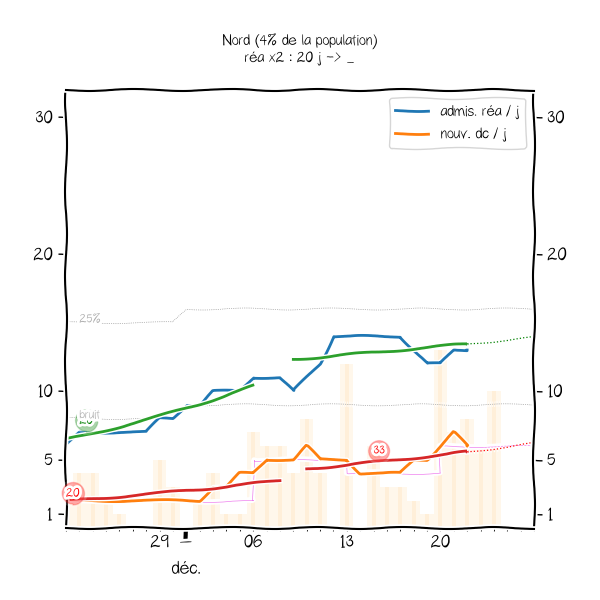 Nord (4% de la population)
réa x2 : 20 j -> _
admis. réa / j
nouv. dc / j
30
30
20
20
25%
10
10
bruit
5
5
33
20
1
1
29
06
13
20
déc.